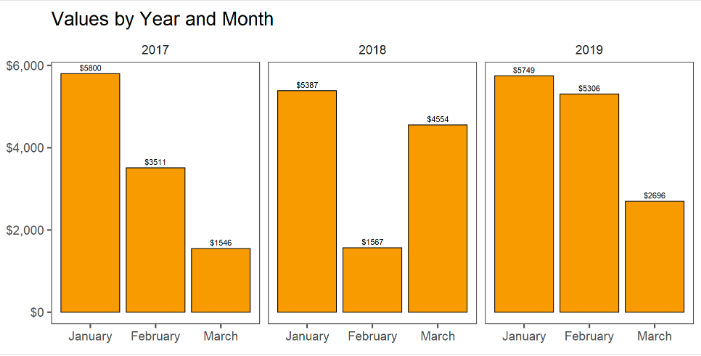 Values by Year and Month
2017 2018 2019
$6,000
$4,000
$2,000
$0
$5800 $3511 $1546
$5387 $1567 $4554
$5749 $5306 $2696
January February March January February March January February March